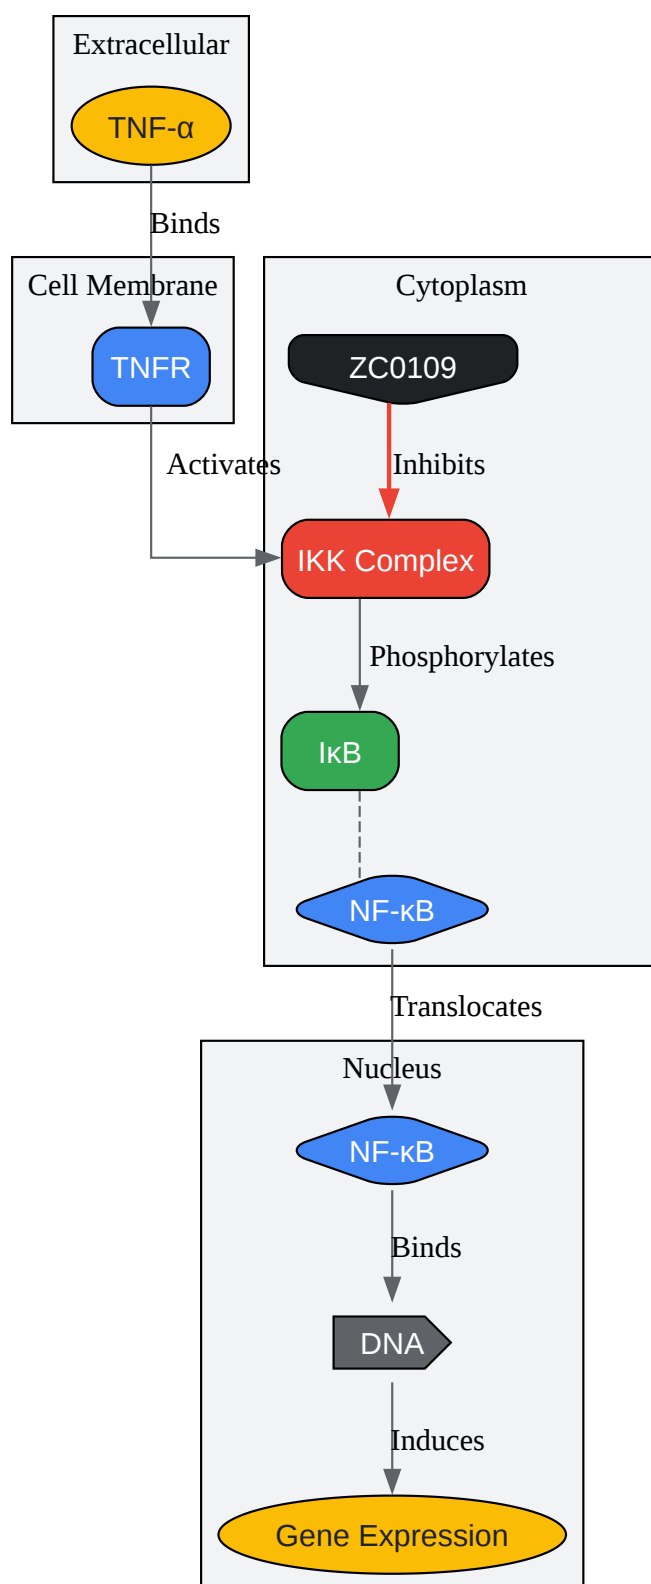 Extracellular
TNF-α
Binds
Cell Membrane
TNFR
Cytoplasm
ZC0109
Activates
Inhibits
IKK Complex
Phosphorylates
IκB
NF-κB
Translocates
Nucleus
NF-κB
Binds
DNA
Induces
Gene Expression